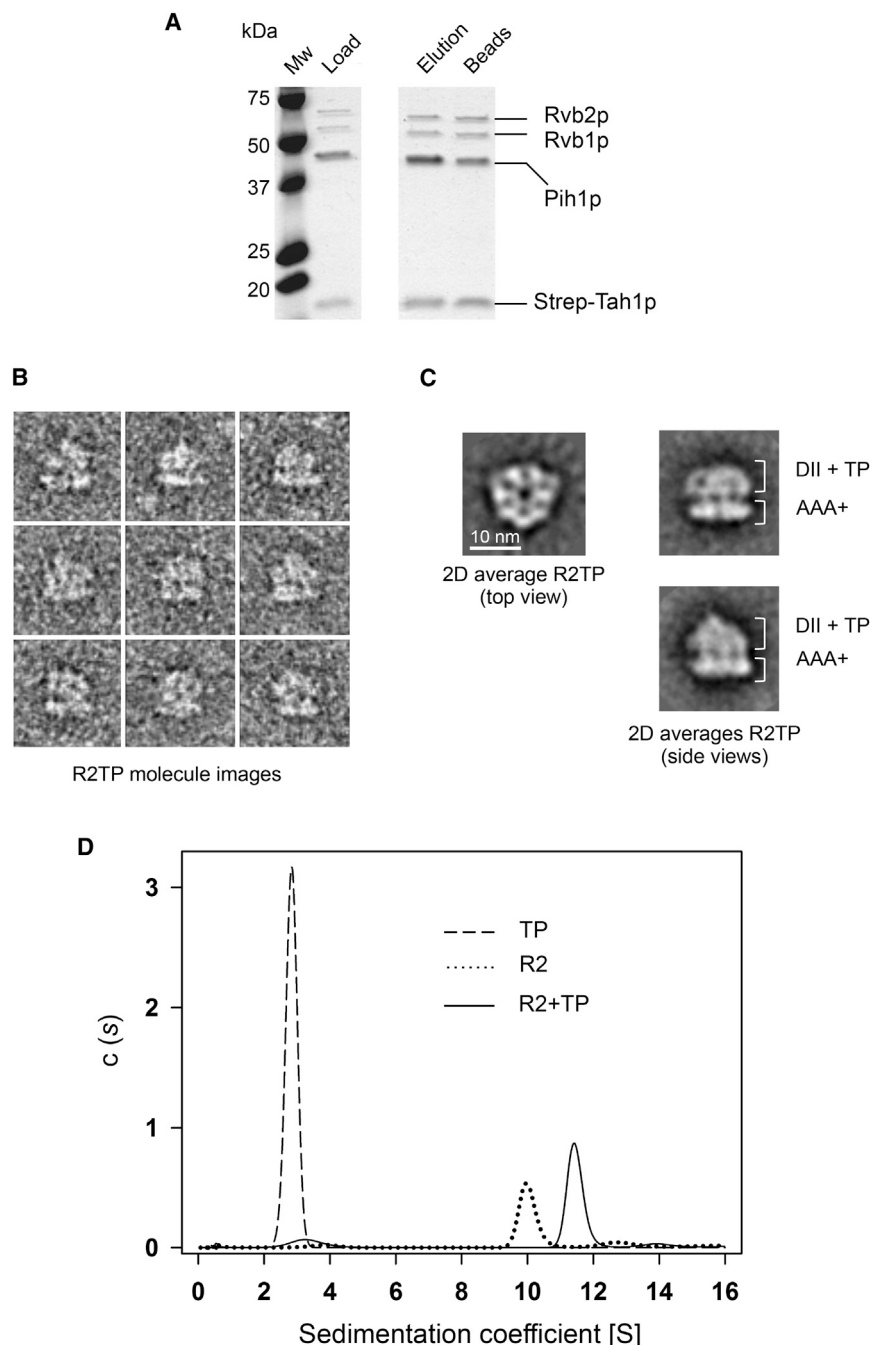 A
kDa
Mw
Load
Elution
Beads
75
50
37
25
20
Rvb2p
Rvb1p
Pih1p
Strep-Tah1p
B
R2TP molecule images
C
10 nm
2D average R2TP
(top view)
DII + TP
AAA+
DII + TP
AAA+
2D averages R2TP
(side views)
D
c (s)
3
2
1
0
TP
R2
R2+TP
0 2 4 6 8 10 12 14 16
Sedimentation coefficient [S]